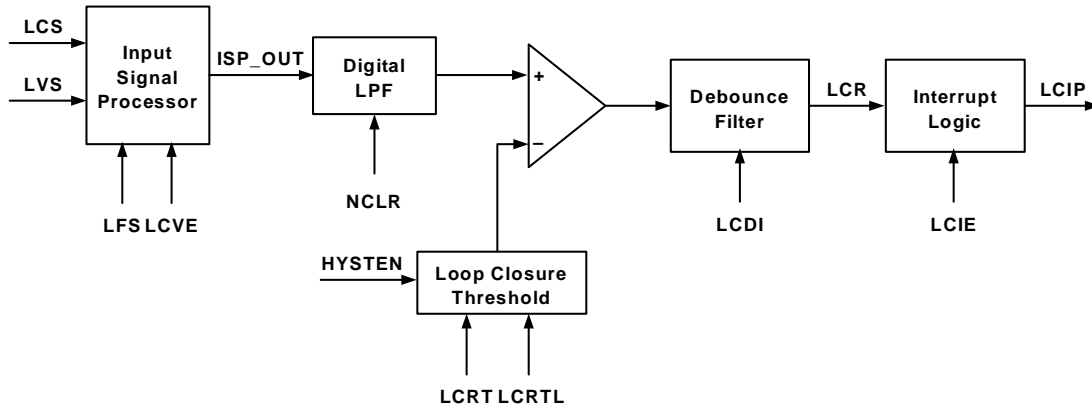 LCS
LVS
Input
Signal
Processor
LFS LCVE
ISP_OUT
Digital
LPF
NCLR
+
−
HYSTEN
Loop Closure
Threshold
LCRT LCRTL
Debounce
Filter
LCDI
LCR
Interrupt
Logic
LCIE
LCIP